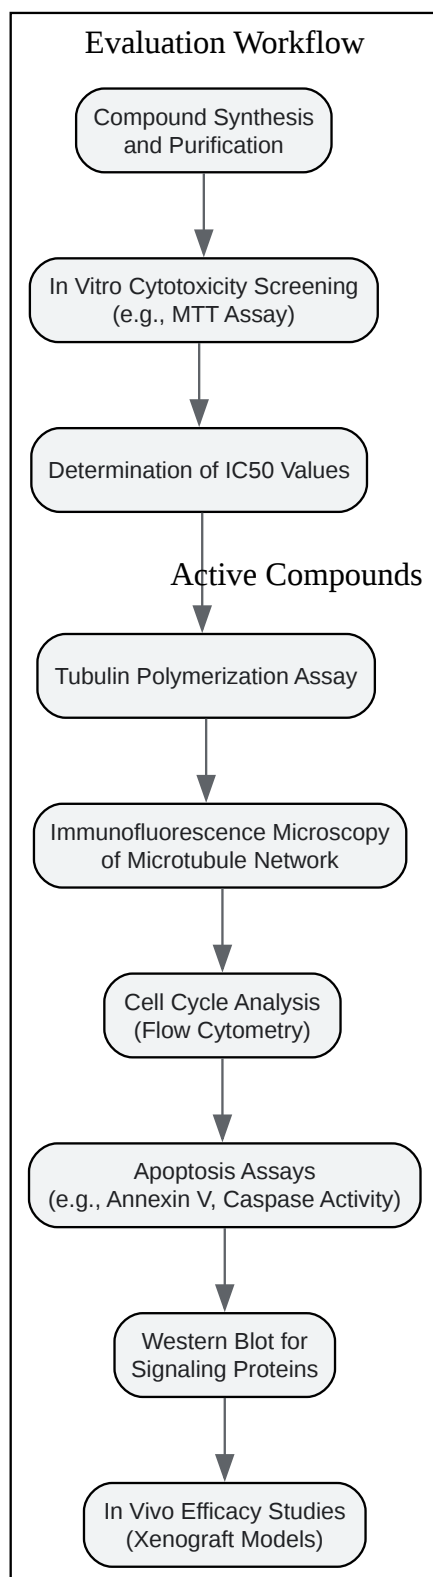 Evaluation Workflow
Compound Synthesis
and Purification
In Vitro Cytotoxicity Screening
(e.g., MTT Assay)
Determination of IC50 Values
Active Compounds
Tubulin Polymerization Assay
Immunofluorescence Microscopy
of Microtubule Network
Cell Cycle Analysis
(Flow Cytometry)
Apoptosis Assays
(e.g., Annexin V, Caspase Activity)
Western Blot for
Signaling Proteins
In Vivo Efficacy Studies
(Xenograft Models)